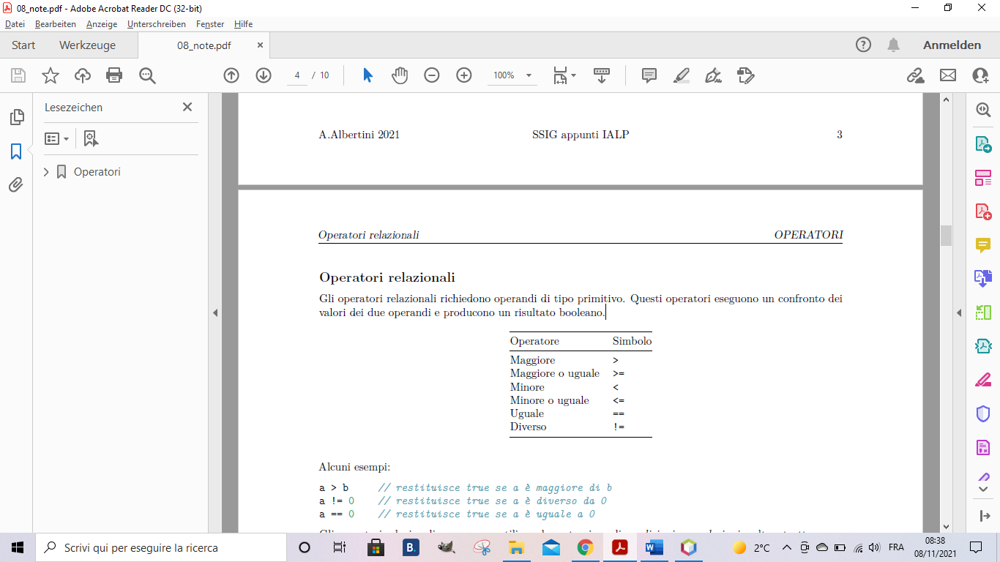 08_note.pdf - Adobe Acrobat Reader DC (32-bit)
Datei Bearbeiten Anzeige Unterschreiben Fenster Hilfe
Start Werkzeuge 08_note.pdf Anmelden
4 / 10 100%
Lesezeichen
Operatori
A.Albertini 2021 SSIG appunti IALP 3
Operatori relazionali OPERATORI
Operatori relazionali
Gli operatori relazionali richiedono operandi di tipo primitivo. Questi operatori eseguono un confronto dei
valori dei due operandi e producono un risultato booleano.
Operatore Simbolo
Maggiore >
Maggiore o uguale >=
Minore <
Minore o uguale <=
Uguale ==
Diverso !=
Alcuni esempi:
a > b // restituisce true se a è maggiore di b
a != 0 // restituisce true se a è diverso da 0
a == 0 // restituisce true se a è uguale a 0
Scrivi qui per eseguire la ricerca
B.
2°C
FRA
08:38
08/11/2021